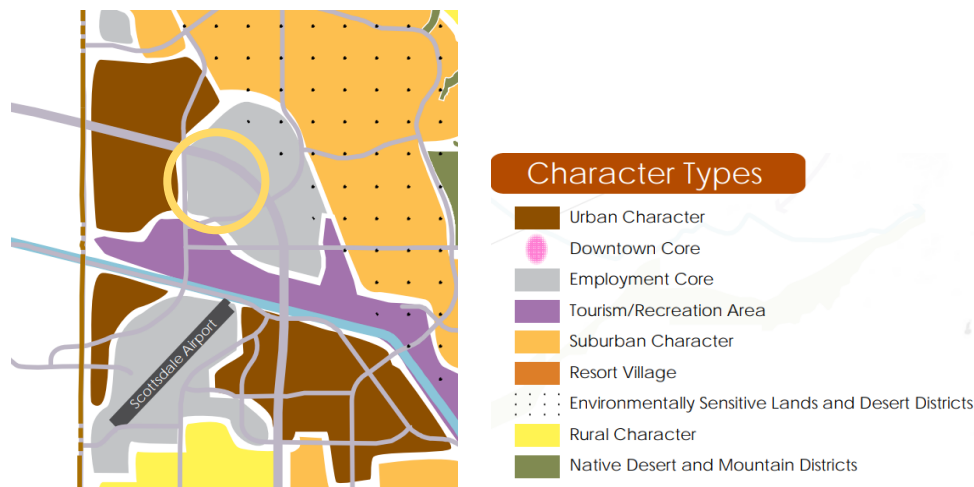 Scottsdale Airport
Character Types
Urban Character
Downtown Core
Employment Core
Tourism/Recreation Area
Suburban Character
Resort Village
Environmentally Sensitive Lands and Desert Districts
Rural Character
Native Desert and Mountain Districts